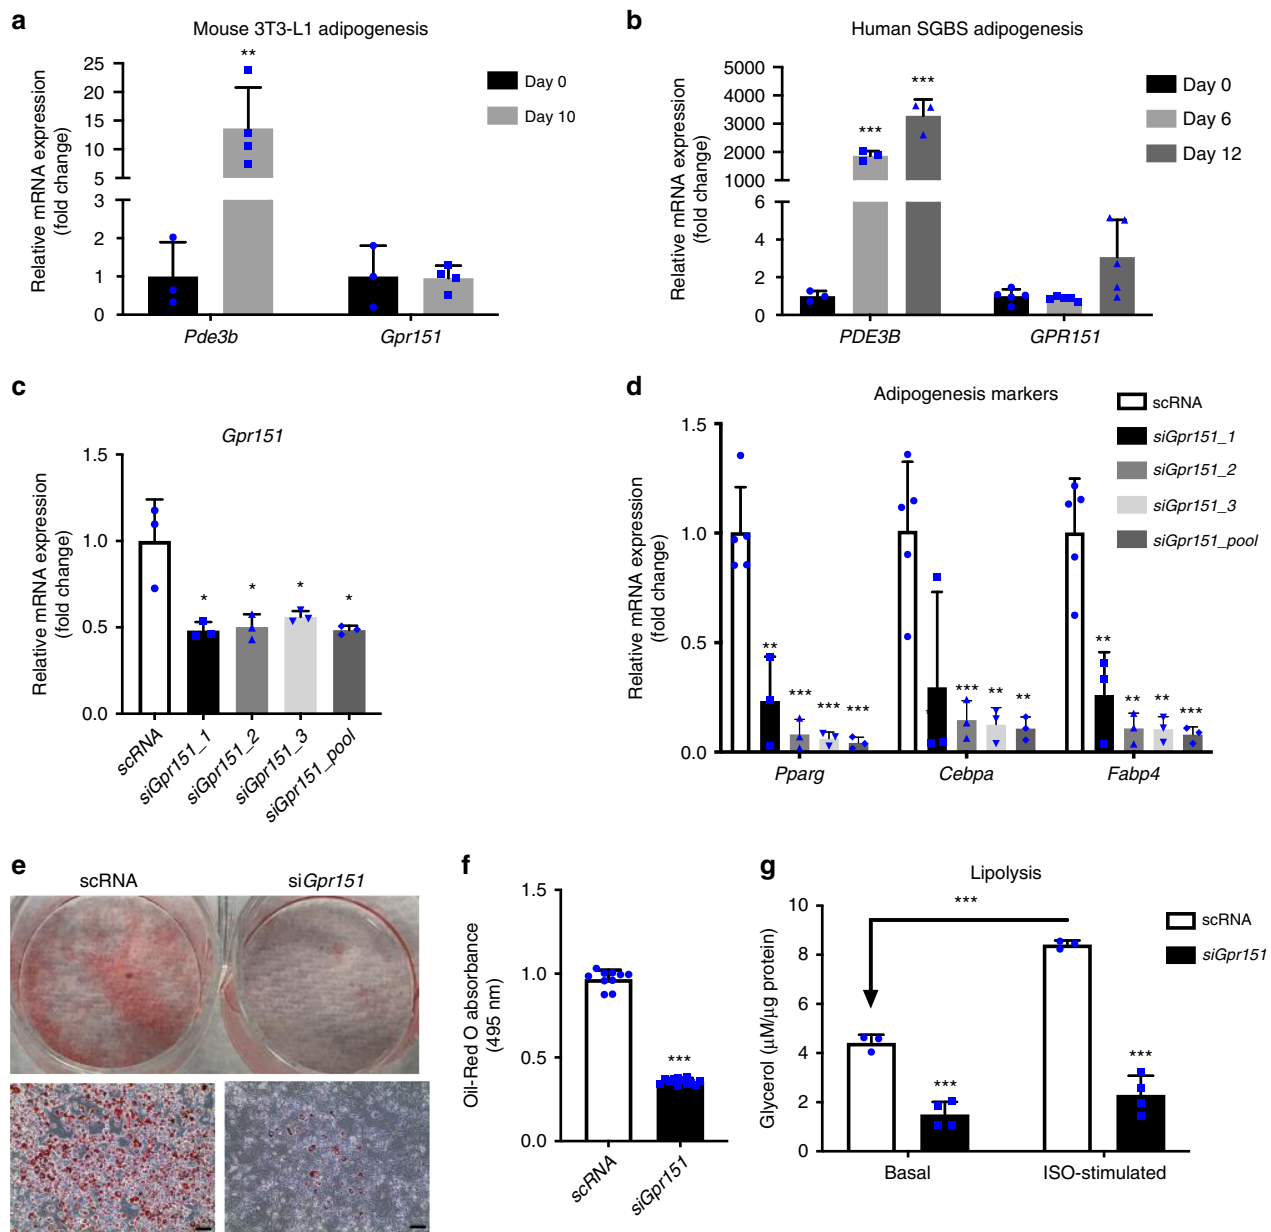 a
Mouse 3T3-L1 adipogenesis
Relative mRNA expression
(fold change)
25
20
15
10
5
3
2
1
0
**
Day 0
Day 10
Pde3b
Gpr151
b
Human SGBS adipogenesis
Relative mRNA expression
(fold change)
5000
4000
3000
2000
1000
6
4
2
0
***
***
Day 0
Day 6
Day 12
PDE3B
GPR151
c
Gpr151
Relative mRNA expression
(fold change)
1.5
1.0
0.5
0.0
*
*
*
*
scRNA
siGpr151_1
siGpr151_2
siGpr151_3
siGpr151_pool
d
Adipogenesis markers
Relative mRNA expression
(fold change)
1.5
1.0
0.5
0.0
** *** *** ***
*** ** **
** ** ** ***
scRNA
siGpr151_1
siGpr151_2
siGpr151_3
siGpr151_pool
Pparg
Cebpa
Fabp4
e
scRNA
siGpr151
f
Oil-Red O absorbance
(495 nm)
1.5
1.0
0.5
0.0
***
scRNA
siGpr151
g
Lipolysis
Glycerol (µM/µg protein)
10
8
6
4
2
0
***
***
***
scRNA
siGpr151
Basal
ISO-stimulated